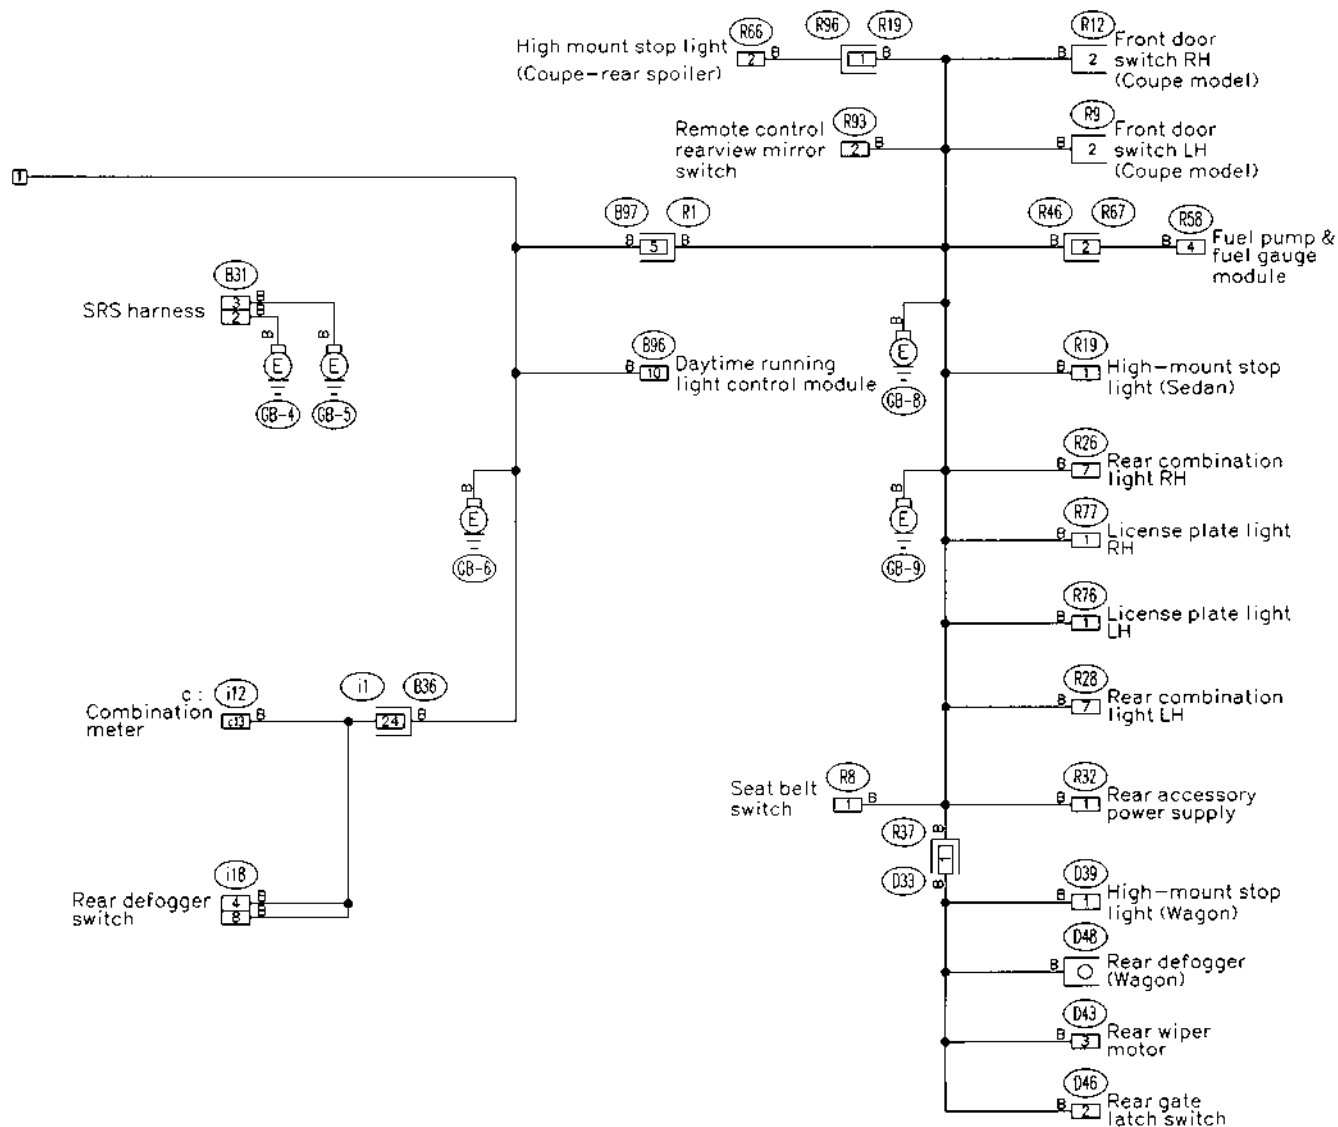 R66
R96
R19
R12
High mount stop light
(Coupe-rear spoiler)
2
B
1
B
B
2
Front door
switch RH
(Coupe model)
R93
R9
Remote control
rearview mirror
switch
2
B
B
2
Front door
switch LH
(Coupe model)
1
B97
R1
R46
R67
R58
B
5
B
B
2
B
4
Fuel pump &
fuel gauge
module
B31
SRS harness
3
B
2
B
B
B
E
E
GB-4
GB-5
B96
B
10
Daytime running
light control module
B
E
GB-8
R19
B
1
High-mount stop
light (Sedan)
B
E
GB-6
B
E
GB-9
R26
B
7
Rear combination
light RH
R77
B
1
License plate light
RH
R76
B
1
License plate light
LH
c :
i12
i1
B36
Combination
meter
c13
B
24
B
R28
B
7
Rear combination
light LH
R8
Seat belt
switch
1
B
R32
B
1
Rear accessory
power supply
R37
B
1
D33
B
i18
Rear defogger
switch
4
B
8
B
D39
B
1
High-mount stop
light (Wagon)
D48
B
Rear defogger
(Wagon)
D43
B
3
Rear wiper
motor
D46
B
2
Rear gate
latch switch